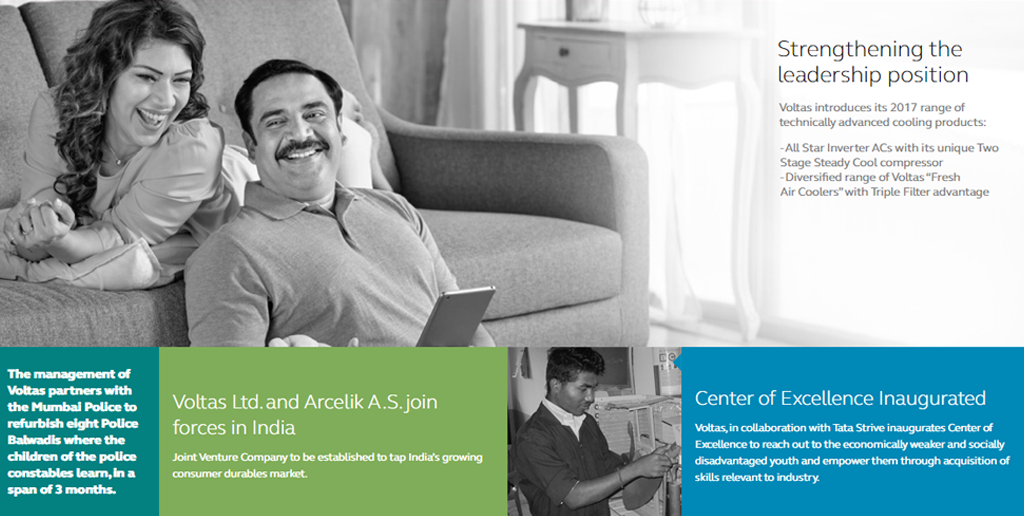 Strengthening the
leadership position
Voltas introduces its 2017 range of
technically advanced cooling products:
-All Star Inverter ACs with its unique Two
Stage Steady Cool compressor
-Diversified range of Voltas “Fresh
Air Coolers” with Triple Filter advantage
The management of
Voltas partners with
the Mumbai Police to
refurbish eight Police
Balwadis where the
children of the police
constables learn, in a
span of 3 months.
Voltas Ltd. and Arcelik A.S. join
forces in India
Joint Venture Company to be established to tap India's growing
consumer durables market.
Center of Excellence Inaugurated
Voltas, in collaboration with Tata Strive inaugurates Center of
Excellence to reach out to the economically weaker and socially
disadvantaged youth and empower them through acquisition of
skills relevant to industry.